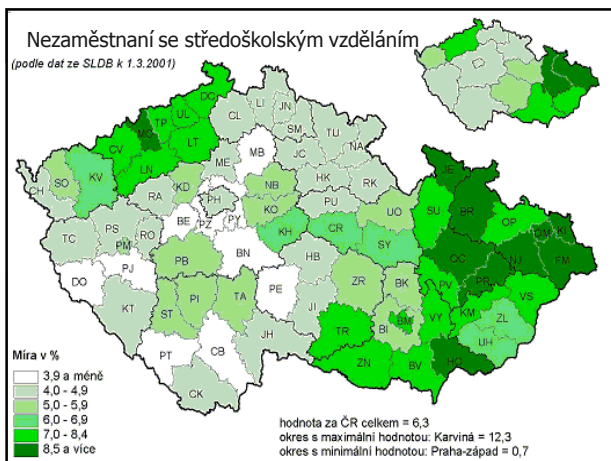 Nezaměstnaní se středoškolským vzděláním
(podle dat ze SLDB k 1.3.2001)
DC
LI
JN
UL
TP
CL
MO
SM
TU
CV
LT
MB
NA
LN
JC
ME
SO
KV
HK
RK
JE
CH
KD
NB
RA
PH
PU
SU
BR
BE
PZ
PY
KO
UO
OP
KI
TC
PS
RO
KH
CR
SY
OM
PM
BN
OC
NJ
FM
PJ
PB
HB
PR
DO
PE
ZR
BK
PV
VS
KT
ST
PI
TA
JI
BM
VY
KM
ZL
BI
TR
UH
PT
CB
JH
HO
ZN
BV
CK
Míra v %
3,9 a méně
4,0 - 4,9
5,0 - 5,9
6,0 - 6,9
7,0 - 8,4
8,5 a více
hodnota za ČR celkem = 6,3
okres s maximální hodnotou: Karviná = 12,3
okres s minimální hodnotou: Praha-západ = 0,7